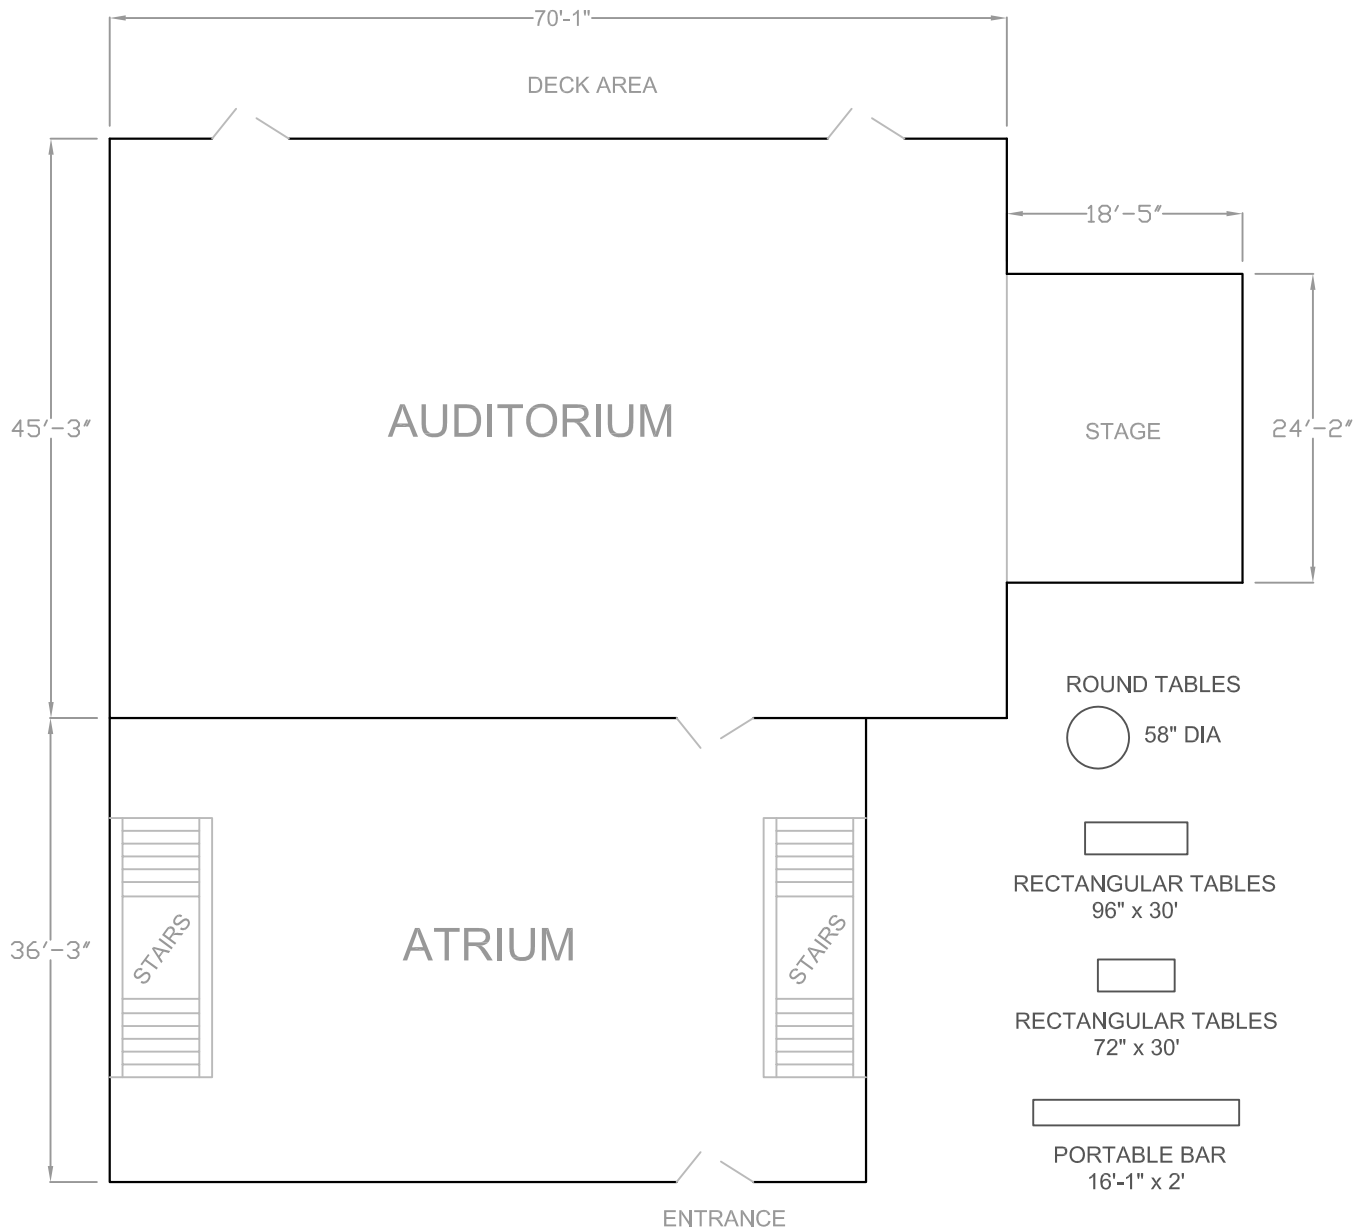 70'-1"
DECK AREA
18'-5"
45'-3"
AUDITORIUM
STAGE
24'-2"
ROUND TABLES
58" DIA
RECTANGULAR TABLES
96" x 30'
36'-3"
STAIRS
ATRIUM
STAIRS
RECTANGULAR TABLES
72" x 30'
PORTABLE BAR
16'-1" x 2'
ENTRANCE